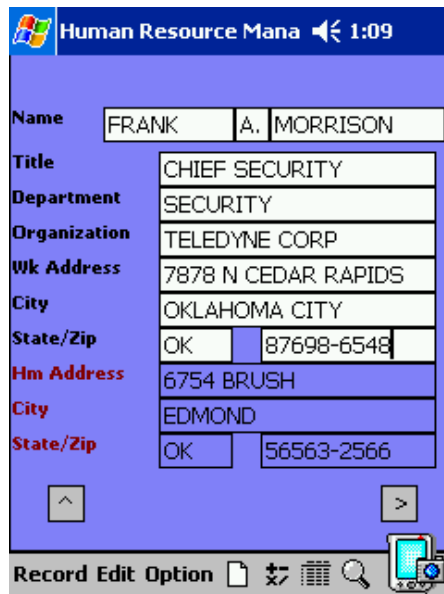 Human Resource Mana 1:09
Name FRANK A. MORRISON
Title CHIEF SECURITY
Department SECURITY
Organization TELEDYNE CORP
Wk Address 7878 N CEDAR RAPIDS
City OKLAHOMA CITY
State/Zip OK 87698-6548
Hm Address 6754 BRUSH
City EDMOND
State/Zip OK 56563-2566
^ >
Record Edit Option